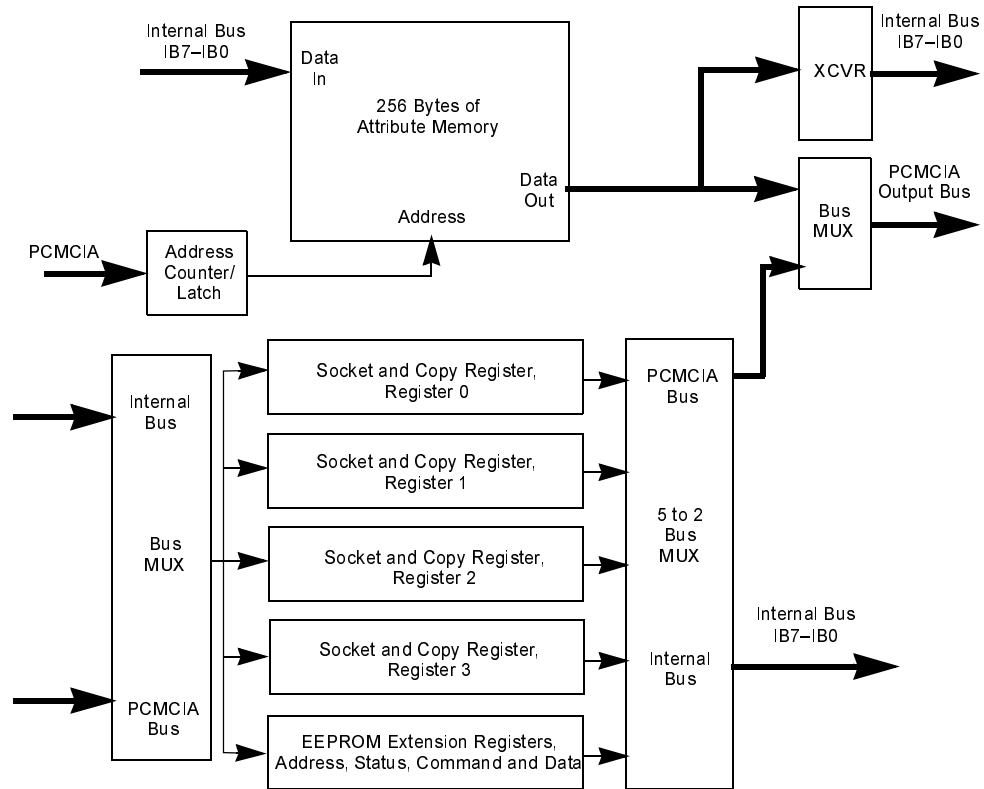 Internal Bus
IB7–IB0
Data
In
256 Bytes of
Attribute Memory
Data
Out
Address
XCVR
Internal Bus
IB7–IB0
PCMCIA
Output Bus
Bus
MUX
PCMCIA
Address
Counter/
Latch
Internal
Bus
Bus
MUX
PCMCIA
Bus
Socket and Copy Register,
Register 0
Socket and Copy Register,
Register 1
Socket and Copy Register,
Register 2
Socket and Copy Register,
Register 3
EEPROM Extension Registers,
Address, Status, Command and Data
PCMCIA
Bus
5 to 2
Bus
MUX
Internal
Bus
Internal Bus
IB7–IB0